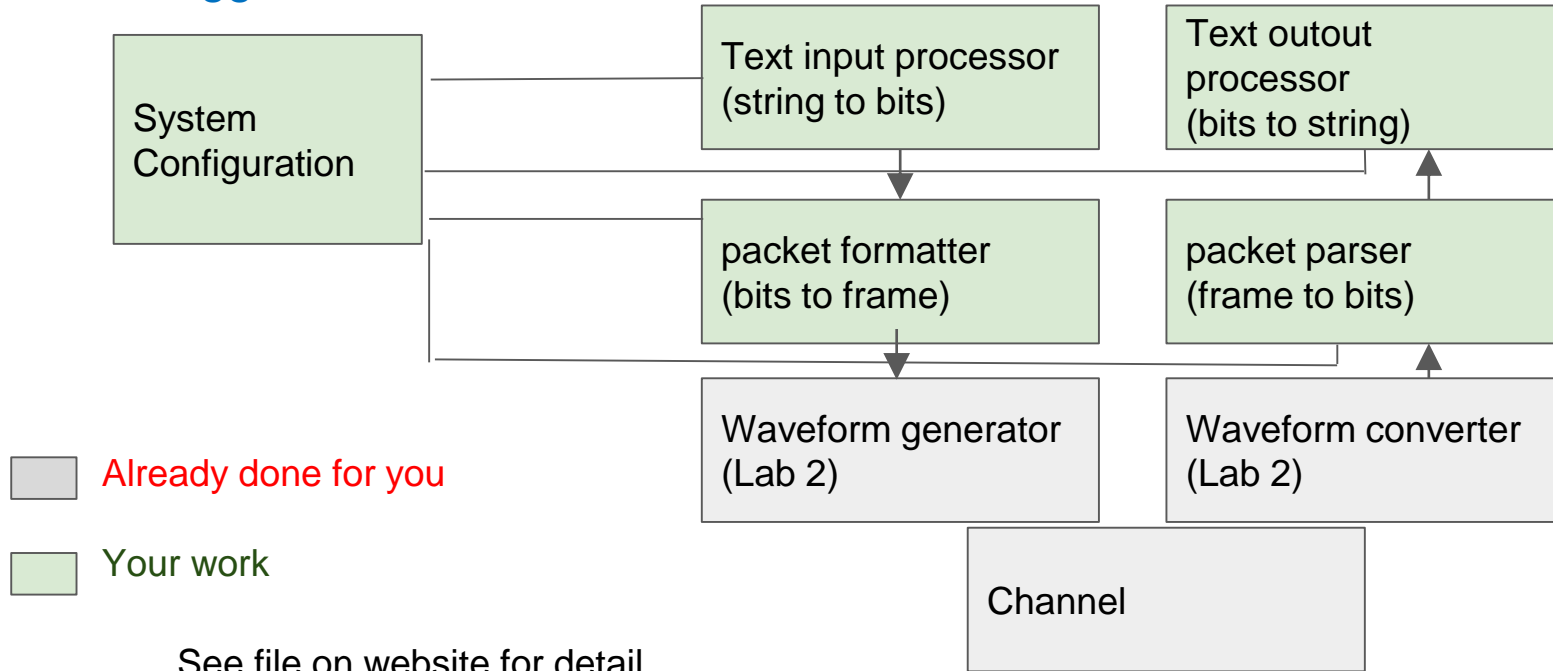 System
Configuration
Text input processor
(string to bits)
Text outout
processor
(bits to string)
packet formatter
(bits to frame)
packet parser
(frame to bits)
Waveform generator
(Lab 2)
Waveform converter
(Lab 2)
Already done for you
Your work
Channel
See file on website for detail